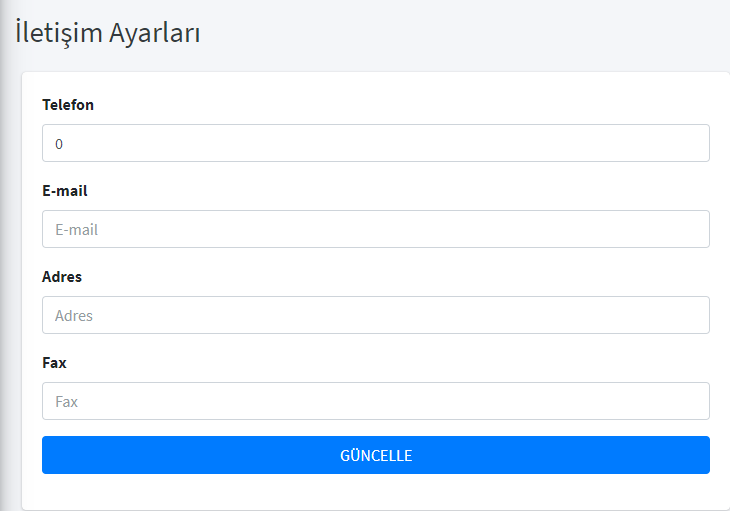 İletişim Ayarları
Telefon
0
E-mail
E-mail
Adres
Adres
Fax
Fax
GÜNCELLE